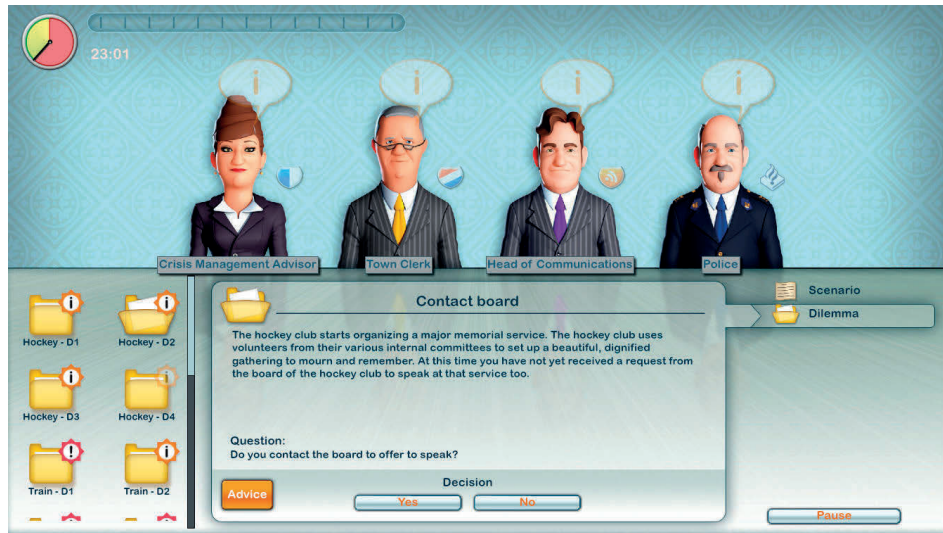 23:01
Crisis Management Advisor
Town Clerk
Head of Communications
Police
Hockey - D1
Hockey - D2
Hockey - D3
Hockey - D4
Train - D1
Train - D2
Contact board
The hockey club starts organizing a major memorial service. The hockey club uses
volunteers from their various internal committees to set up a beautiful, dignified
gathering to mourn and remember. At this time you have not yet received a request from
the board of the hockey club to speak at that service too.
Question:
Do you contact the board to offer to speak?
Advice
Decision
Yes
No
Scenario
Dilemma
Pause